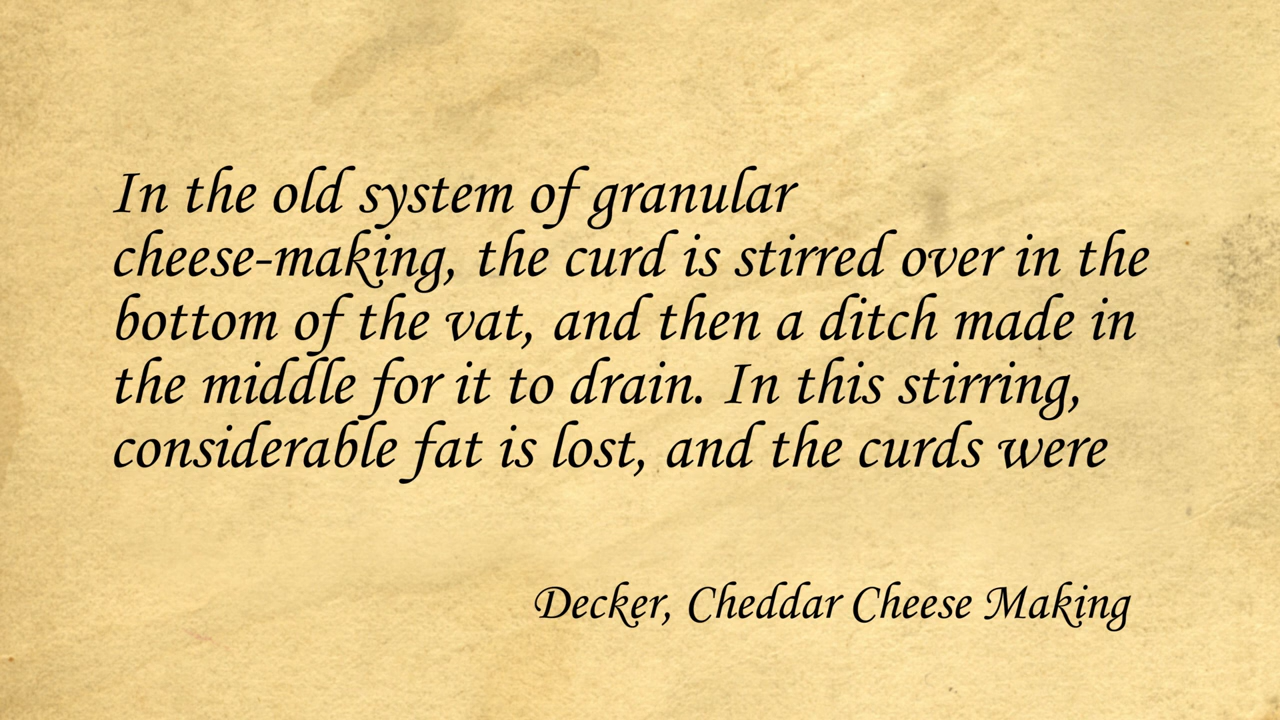 In the old system of granular
cheese-making, the curd is stirred over in the
bottom of the vat, and then a ditch made in
the middle for it to drain. In this stirring,
considerable fat is lost, and the curds were
Decker, Cheddar Cheese Making